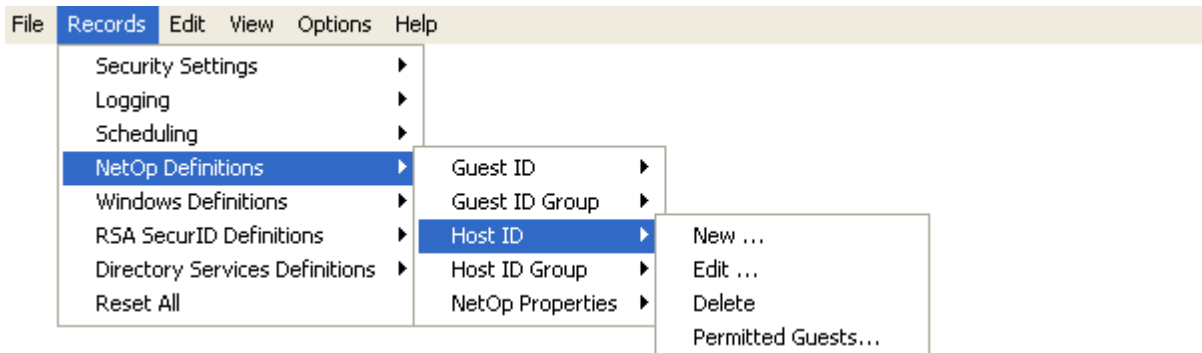 File Records Edit View Options Help
Security Settings
Logging
Scheduling
NetOp Definitions
Windows Definitions
RSA SecurID Definitions
Directory Services Definitions
Reset All
Guest ID
Guest ID Group
Host ID
Host ID Group
NetOp Properties
New ...
Edit ...
Delete
Permitted Guests...